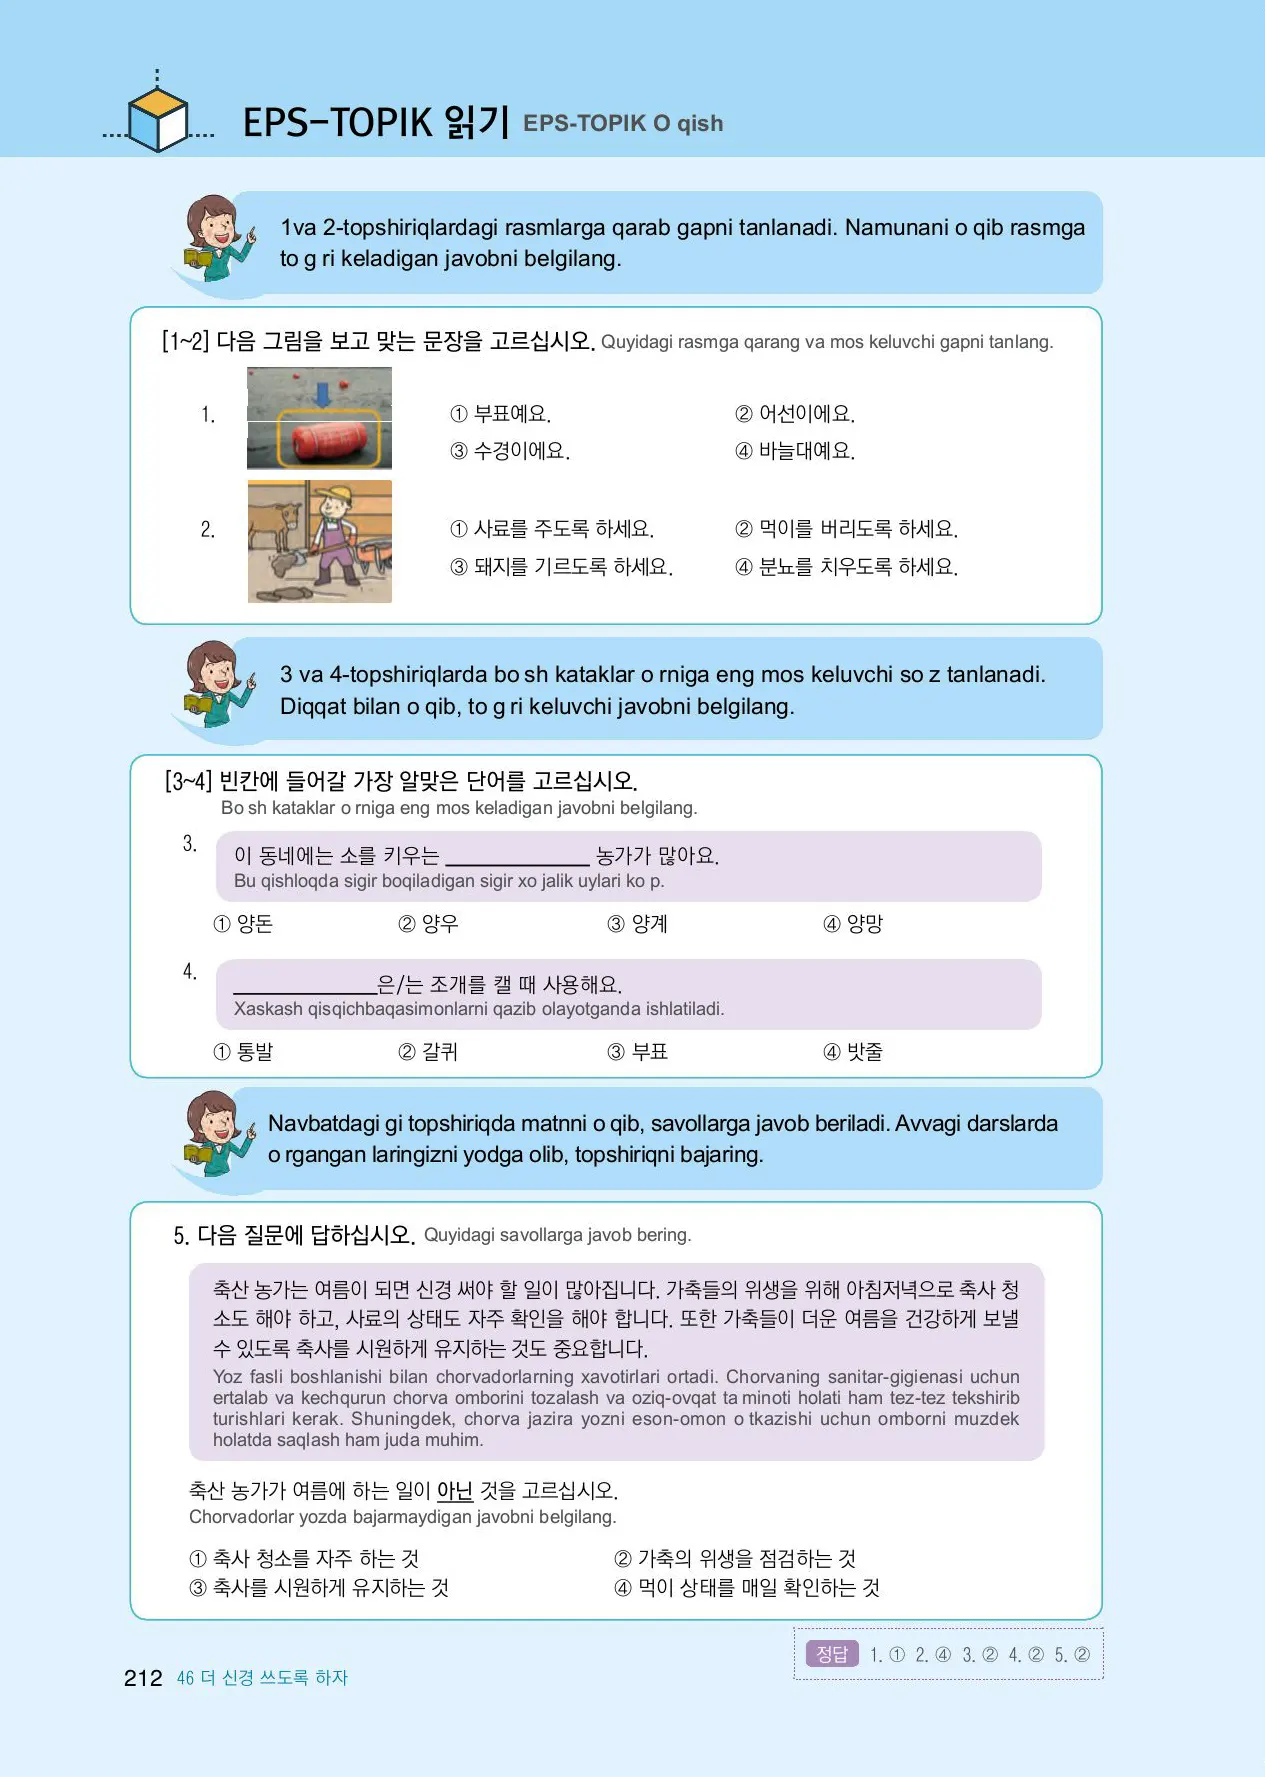 EPS-TOPIK 읽기 EPS-TOPIK O qish
1va 2-topshiriqlardagi rasmlarga qarab gapni tanlanadi. Namunani o qib rasmga
to g ri keladigan javobni belgilang.
[1~2] 다음 그림을 보고 맞는 문장을 고르십시오. Quyidagi rasmga qarang va mos keluvchi gapni tanlang.
1.
① 부표예요. ② 어선이에요.
③ 수경이에요. ④ 바늘대예요.
2.
① 사료를 주도록 하세요. ② 먹이를 버리도록 하세요.
③ 돼지를 기르도록 하세요. ④ 분뇨를 치우도록 하세요.
3 va 4-topshiriqlarda bo sh kataklar o rniga eng mos keluvchi so z tanlanadi.
Diqqat bilan o qib, to g ri keluvchi javobni belgilang.
[3~4] 빈칸에 들어갈 가장 알맞은 단어를 고르십시오.
Bo sh kataklar o rniga eng mos keladigan javobni belgilang.
3.
이 동네에는 소를 키우는 ______________ 농가가 많아요.
Bu qishloqda sigir boqiladigan sigir xo jalik uylari ko p.
① 양돈 ② 양우 ③ 양계 ④ 양망
4.
______________은/는 조개를 캘 때 사용해요.
Xaskash qisqichbaqasimonlarni qazib olayotganda ishlatiladi.
① 통발 ② 갈퀴 ③ 부표 ④ 밧줄
Navbatdagi gi topshiriqda matnni o qib, savollarga javob beriladi. Avvagi darslarda
o rgangan laringizni yodga olib, topshiriqni bajaring.
5. 다음 질문에 답하십시오. Quyidagi savollarga javob bering.
축산 농가는 여름이 되면 신경 써야 할 일이 많아집니다. 가축들의 위생을 위해 아침저녁으로 축사 청
소도 해야 하고, 사료의 상태도 자주 확인을 해야 합니다. 또한 가축들이 더운 여름을 건강하게 보낼
수 있도록 축사를 시원하게 유지하는 것도 중요합니다.
Yoz fasli boshlanishi bilan chorvadorlarning xavotirlari ortadi. Chorvaning sanitar-gigienasi uchun
ertalab va kechqurun chorva omborini tozalash va oziq-ovqat ta minoti holati ham tez-tez tekshirib
turishlari kerak. Shuningdek, chorva jazira yozni eson-omon o tkazishi uchun omborni muzdek
holatda saqlash ham juda muhim.
축산 농가가 여름에 하는 일이 아닌 것을 고르십시오.
Chorvadorlar yozda bajarmaydigan javobni belgilang.
① 축사 청소를 자주 하는 것 ② 가축의 위생을 점검하는 것
③ 축사를 시원하게 유지하는 것 ④ 먹이 상태를 매일 확인하는 것
정답 1. ① 2. ④ 3. ② 4. ② 5. ②
212 46 더 신경 쓰도록 하자